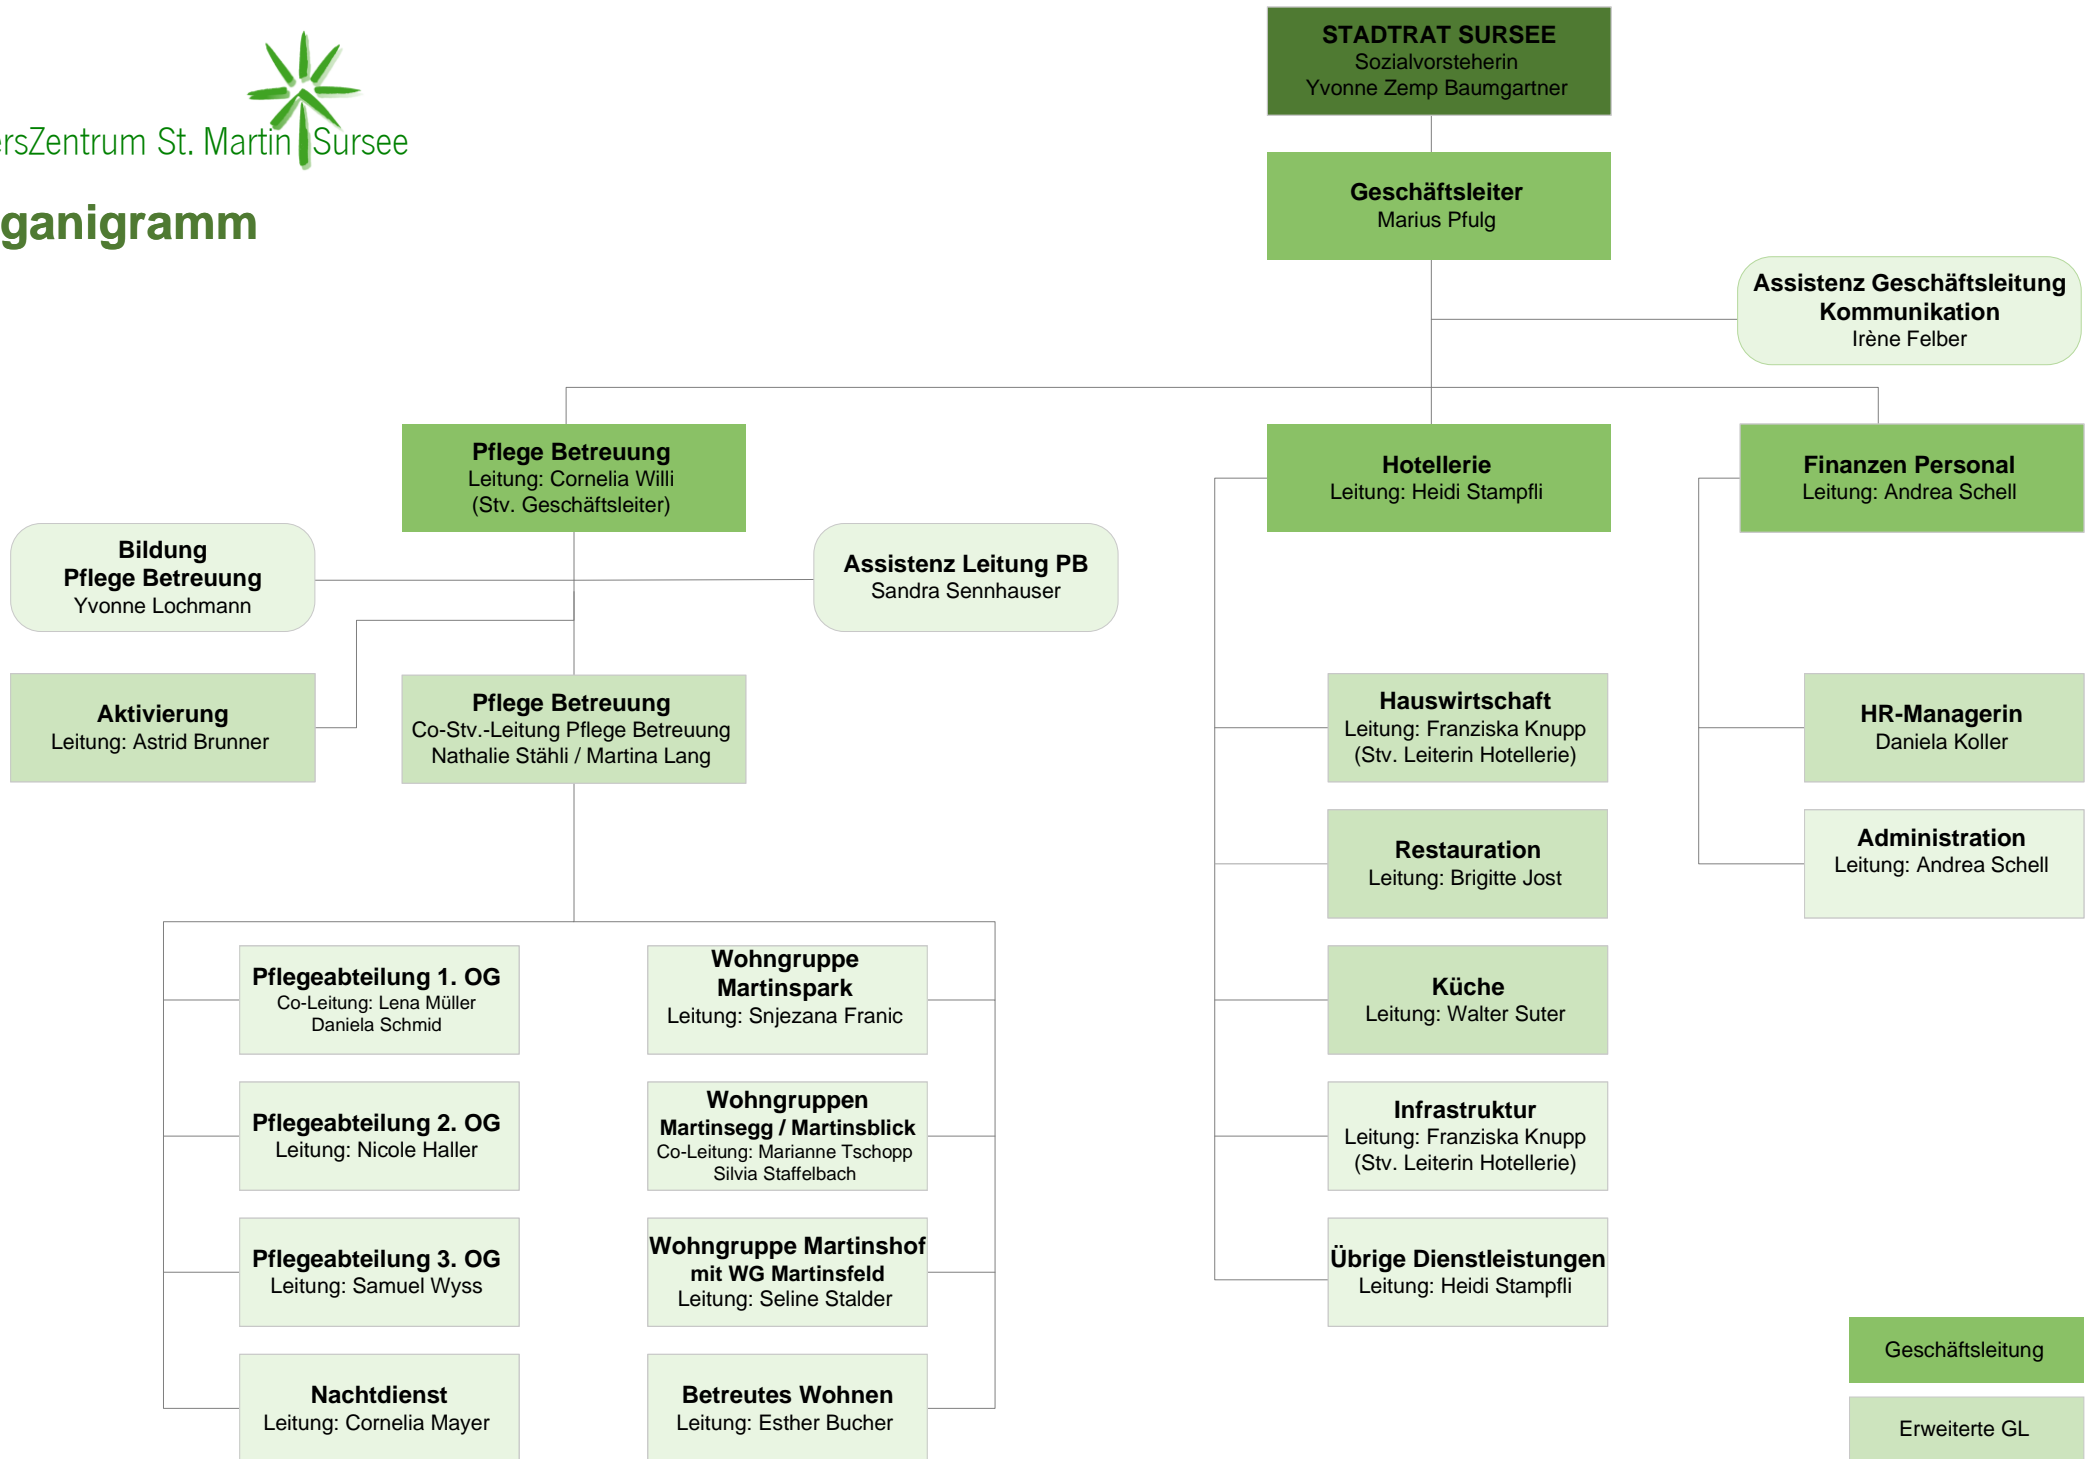 STADTRAT SURSEE
Sozialvorsteherin
Yvonne Zemp Baumgartner
ersZentrum St. Martin Sursee
ganigramm
Geschäftsleiter
Marius Pfulg
Assistenz Geschäftsleitung
Kommunikation
Irène Felber
Pflege Betreuung
Leitung: Cornelia Willi
(Stv. Geschäftsleiter)
Hotellerie
Leitung: Heidi Stampfli
Finanzen Personal
Leitung: Andrea Schell
Bildung
Pflege Betreuung
Yvonne Lochmann
Assistenz Leitung PB
Sandra Sennhauser
Aktivierung
Leitung: Astrid Brunner
Pflege Betreuung
Co-Stv.-Leitung Pflege Betreuung
Nathalie Stähli / Martina Lang
Hauswirtschaft
Leitung: Franziska Knupp
(Stv. Leiterin Hotellerie)
HR-Managerin
Daniela Koller
Restauration
Leitung: Brigitte Jost
Administration
Leitung: Andrea Schell
Pflegeabteilung 1. OG
Co-Leitung: Lena Müller
Daniela Schmid
Wohngruppe
Martinspark
Leitung: Snjezana Franic
Küche
Leitung: Walter Suter
Pflegeabteilung 2. OG
Leitung: Nicole Haller
Wohngruppen
Martinsegg / Martinsblick
Co-Leitung: Marianne Tschopp
Silvia Staffelbach
Infrastruktur
Leitung: Franziska Knupp
(Stv. Leiterin Hotellerie)
Pflegeabteilung 3. OG
Leitung: Samuel Wyss
Wohngruppe Martinshof
mit WG Martinsfeld
Leitung: Seline Stalder
Übrige Dienstleistungen
Leitung: Heidi Stampfli
Nachtdienst
Leitung: Cornelia Mayer
Betreutes Wohnen
Leitung: Esther Bucher
Geschäftsleitung
Erweiterte GL